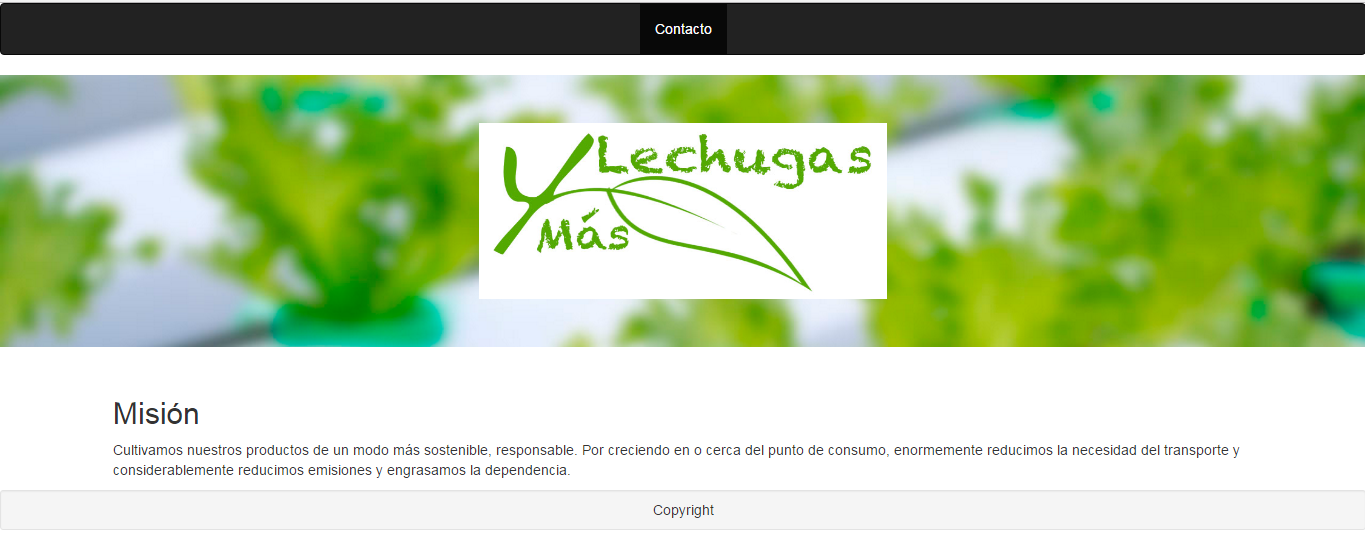 Contacto
Lechugas
Y
Más
Misión
Cultivamos nuestros productos de un modo más sostenible, responsable. Por creciendo en o cerca del punto de consumo, enormemente reducimos la necesidad del transporte y
considerablemente reducimos emisiones y engrasamos la dependencia.
Copyright